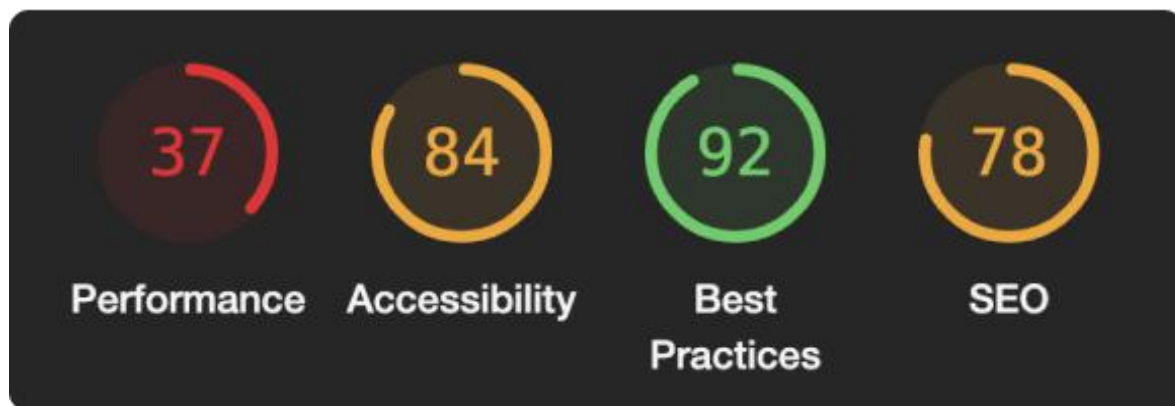 37
84
92
78
Performance
Accessibility
Best
Practices
SEO